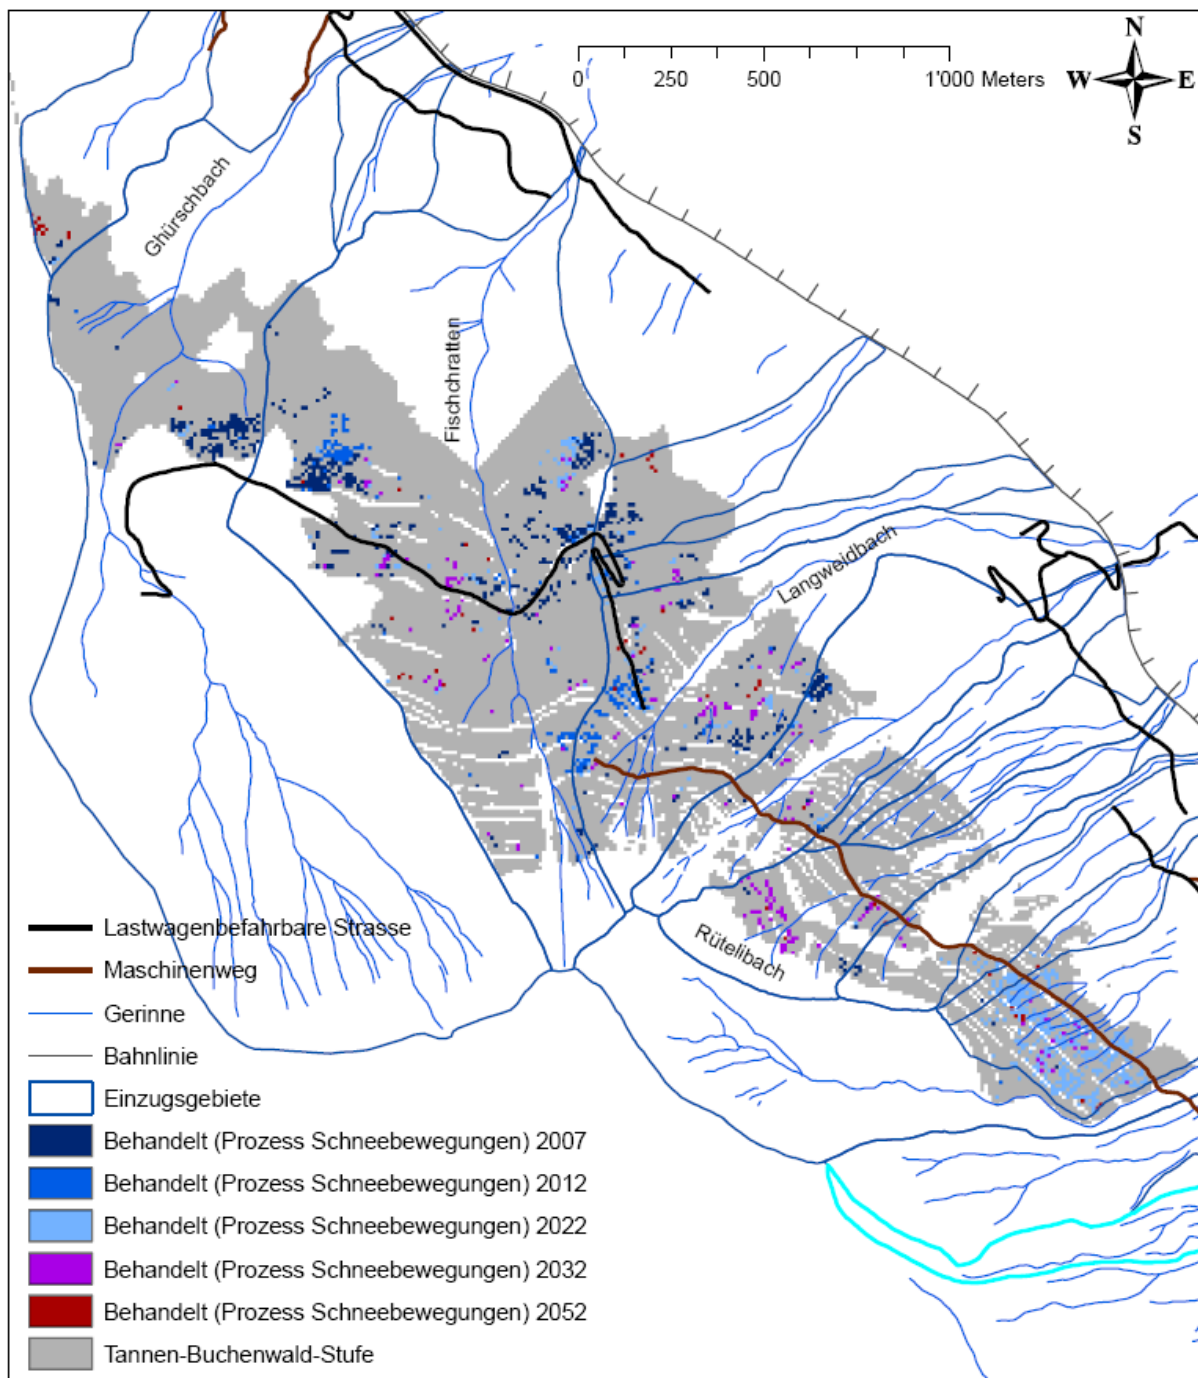 N
W E
S
0 250 500 1'000 Meters
Ghürschbach
Fischchratten
Langweidbach
Rütelibach
Lastwagenbefahrbare Strasse
Maschinenweg
Gerinne
Bahnlinie
Einzugsgebiete
Behandelt (Prozess Schneebewegungen) 2007
Behandelt (Prozess Schneebewegungen) 2012
Behandelt (Prozess Schneebewegungen) 2022
Behandelt (Prozess Schneebewegungen) 2032
Behandelt (Prozess Schneebewegungen) 2052
Tannen-Buchenwald-Stufe